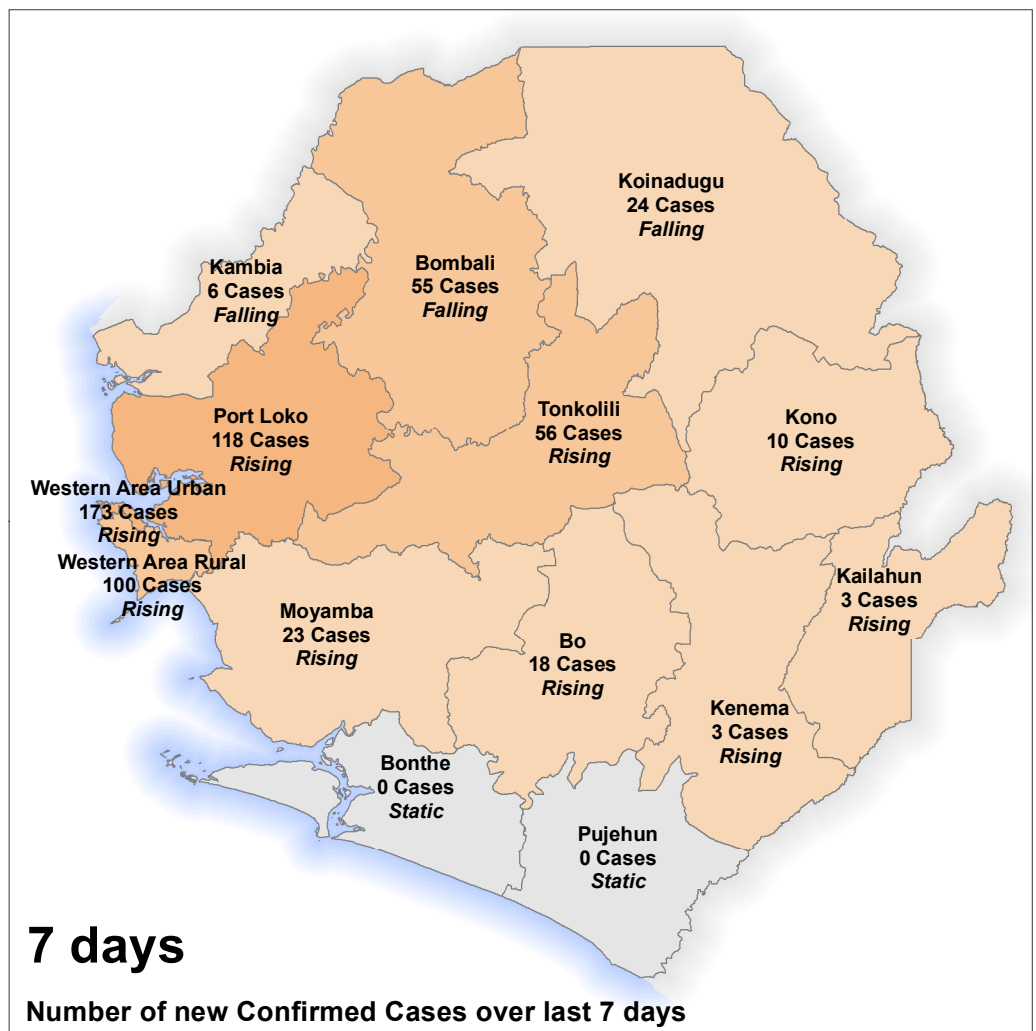 Koinadugu
24 Cases
Falling
Kambia
6 Cases
Falling
Bombali
55 Cases
Falling
Port Loko
118 Cases
Rising
Tonkolili
56 Cases
Rising
Kono
10 Cases
Rising
Western Area Urban
173 Cases
Rising
Western Area Rural
100 Cases
Rising
Kailahun
3 Cases
Rising
Moyamba
23 Cases
Rising
Bo
18 Cases
Rising
Kenema
3 Cases
Rising
Bonthe
0 Cases
Static
Pujehun
0 Cases
Static
7 days
Number of new Confirmed Cases over last 7 days